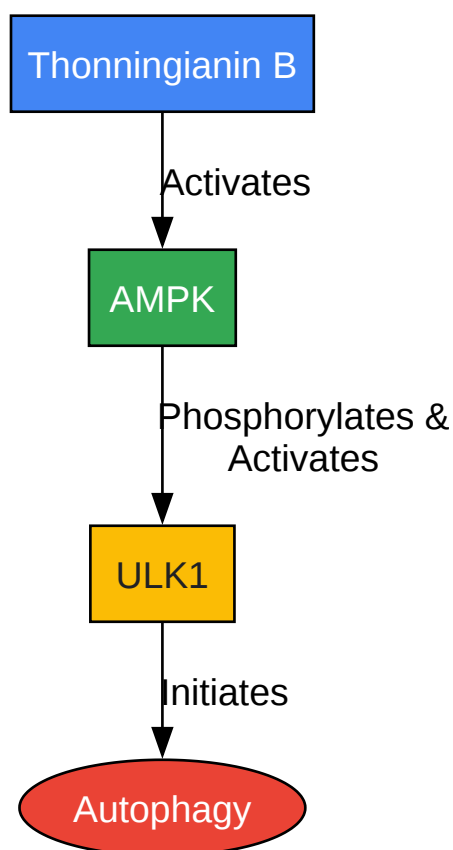 Thonningianin B
Activates
AMPK
Phosphorylates &
Activates
ULK1
Initiates
Autophagy